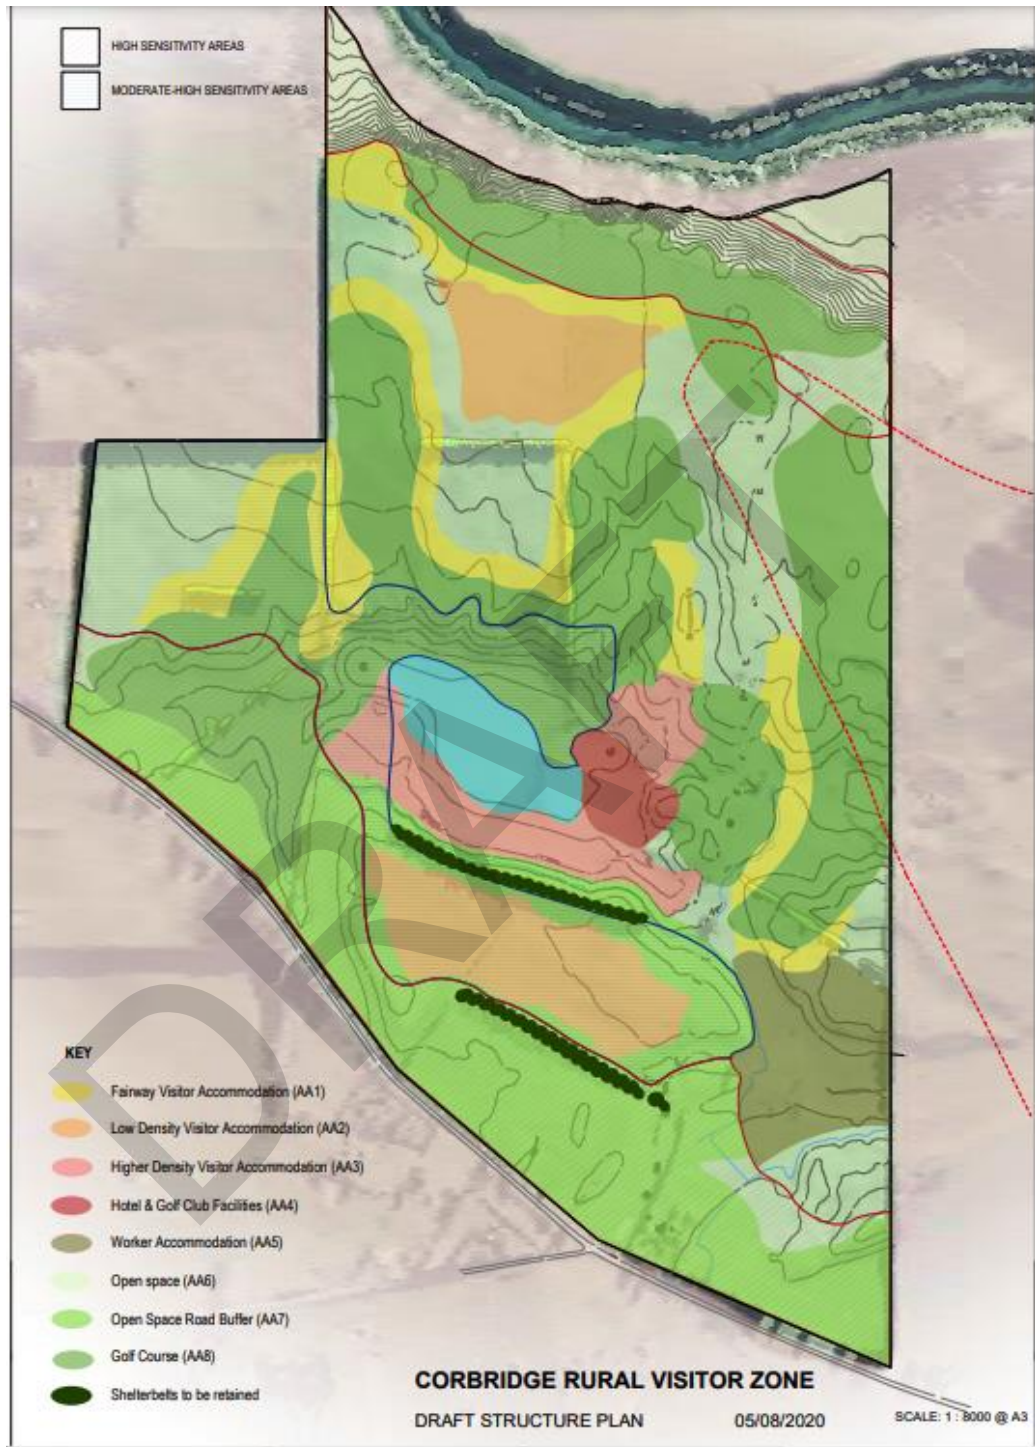 HIGH SENSITIVITY AREAS
MODERATE-HIGH SENSITIVITY AREAS
DRAFT
KEY
Fairway Visitor Accommodation (AA1)
Low Density Visitor Accommodation (AA2)
Higher Density Visitor Accommodation (AA3)
Hotel & Golf Club Facilities (AA4)
Worker Accommodation (AA5)
Open space (AA6)
Open Space Road Buffer (AA7)
Golf Course (AA8)
Shelterbelts to be retained
CORBRIDGE RURAL VISITOR ZONE
DRAFT STRUCTURE PLAN 05/08/2020 SCALE: 1 : 8000 @ A3